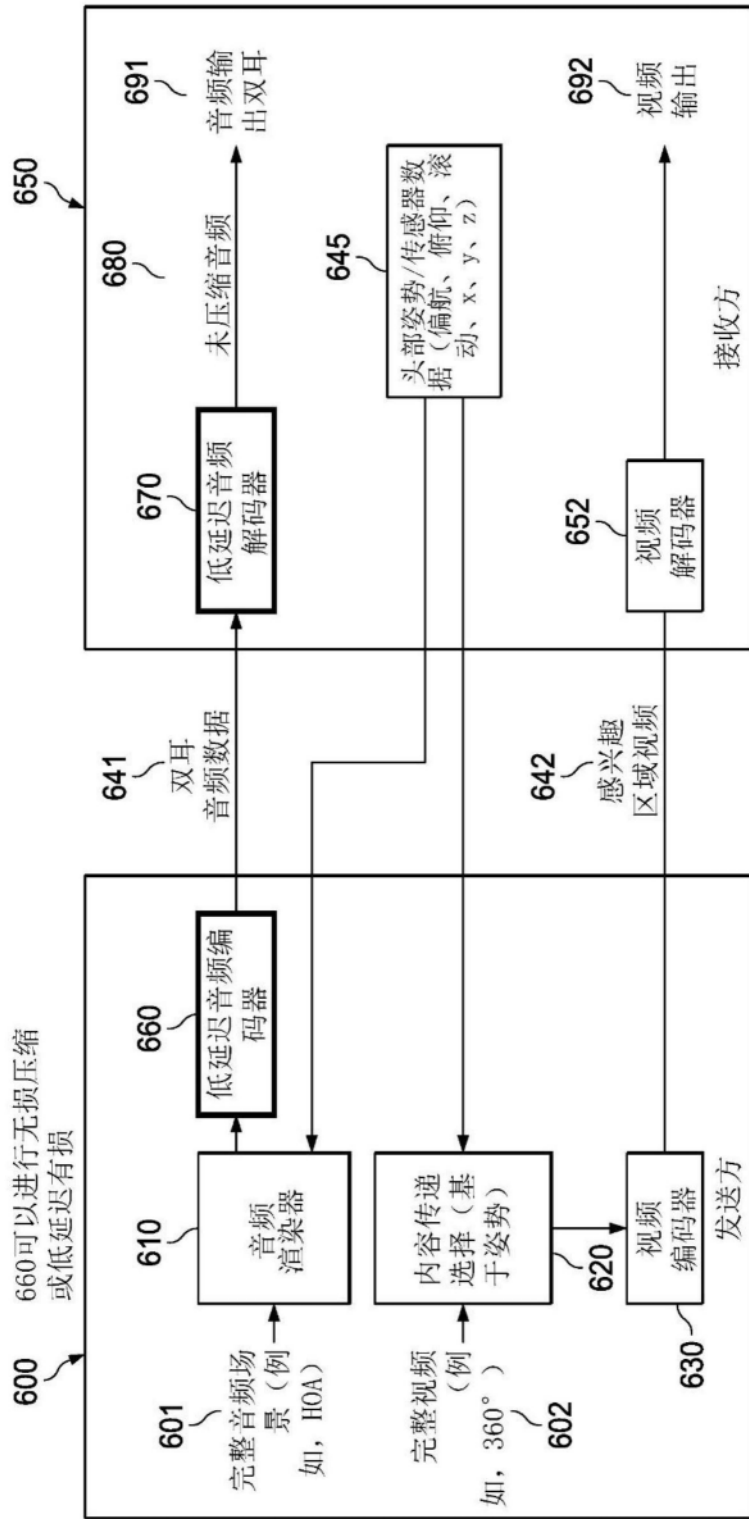 600
660可以进行无损压缩
或低延迟有损
601
完整音频场
景（例
如，HOA）
610
音频
渲染器
660
低延迟音频编
码器
完整视频
（例
如，360°）
602
内容传递
选择（基
于姿势）
620
视频
编码器
630
发送方
641
双耳
音频数据
642
感兴趣
区域视频
650
670
低延迟音频
解码器
680
未压缩音频
691
音频输
出双耳
645
头部姿势/传感器数
据（偏航、俯仰、滚
动、x、y、z）
652
视频
解码器
692
视频
输出
接收方